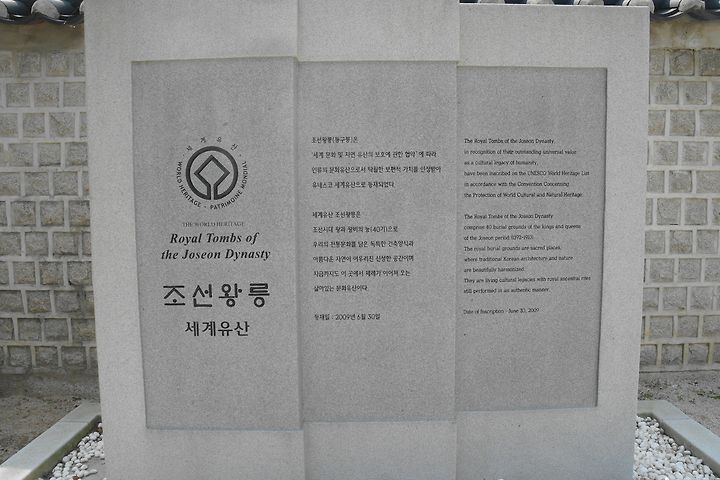 세계유산
WORLD HERITAGE · PATRIMOINE MONDIAL
THE WORLD HERITAGE
Royal Tombs of
the Joseon Dynasty
조선왕릉
세계유산
조선왕릉(동구릉)은
'세계 문화 및 자연 유산의 보호에 관한 협약' 에 따라
인류의 문화유산으로서 탁월한 보편적 가치를 인정받아
유네스코 세계유산으로 등재되었다.
세계유산 조선왕릉은
조선시대 왕과 왕비의 능(40기)으로
우리의 전통문화를 담은 독특한 건축양식과
아름다운 자연이 어우러진 신성한 공간이며
지금까지도 이 곳에서 제례가 이어져 오는
살아있는 문화유산이다.
등재일 : 2009년 6월 30일
The Royal Tombs of the Joseon Dynasty
in recognition of their outstanding universal value
as a cultural legacy of humanity,
have been inscribed on the UNESCO World Heritage List
in accordance with the Convention Concerning
the Protection of World Cultural and Natural Heritage.
The Royal Tombs of the Joseon Dynasty
comprise 40 burial grounds of the kings and queens
of the Joseon period (1392-1910).
The royal burial grounds are sacred places,
where traditional Korean architecture and nature
are beautifully harmonized.
They are living cultural legacies with royal ancestral rites
still performed in an authentic manner.
Date of Inscription : June 30, 2009